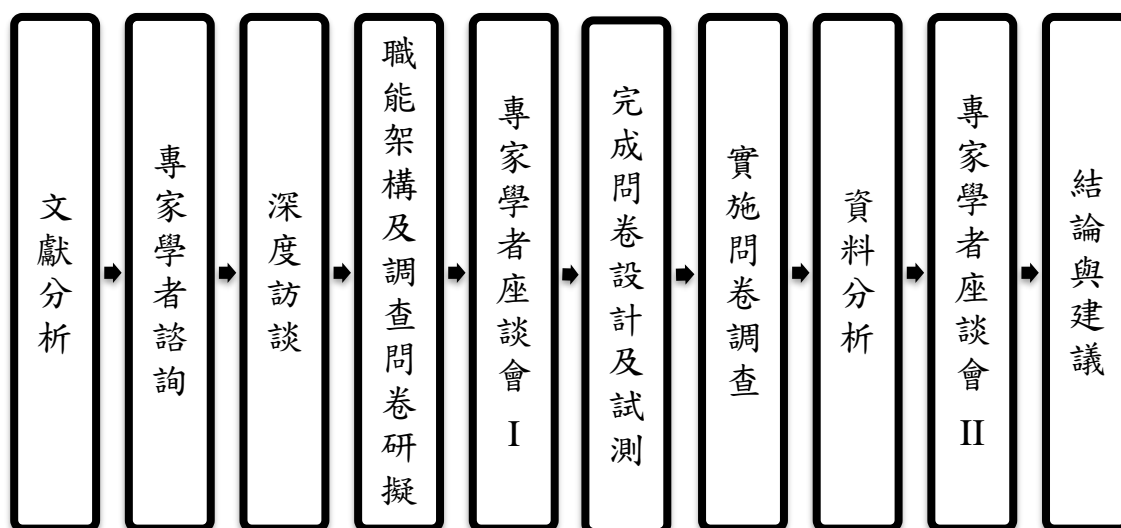 文獻分析
專家學者諮詢
深度訪談
職能架構及調查問卷研擬
專家學者座談會 I
完成問卷設計及試測
實施問卷調查
資料分析
專家學者座談會 II
結論與建議